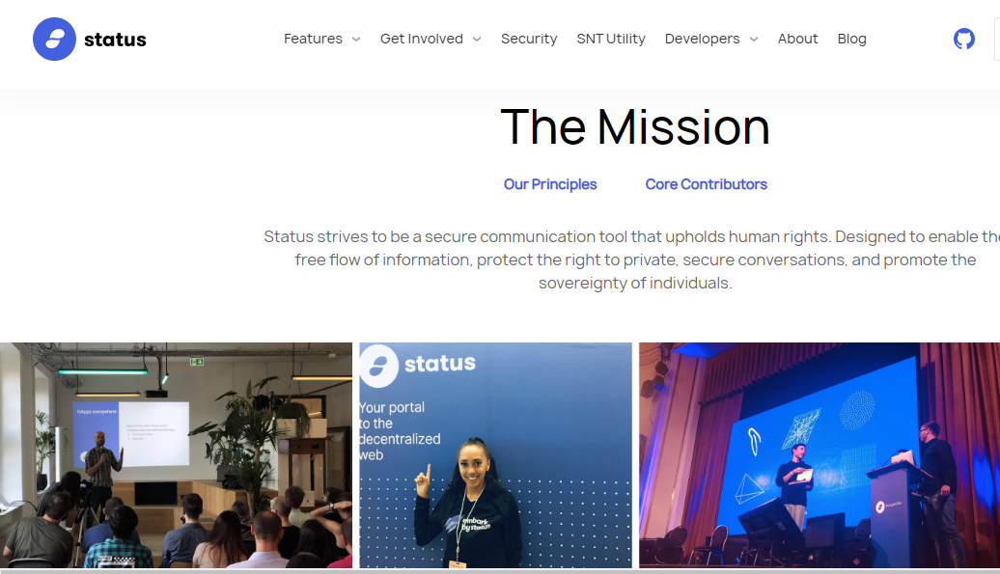 status
Features
Get Involved
Security
SNT Utility
Developers
About
Blog
The Mission
Our Principles
Core Contributors
Status strives to be a secure communication tool that upholds human rights. Designed to enable the
free flow of information, protect the right to private, secure conversations, and promote the
sovereignty of individuals.
ÐApps everywhere
status
Your portal
to the
decentralized
web
embark
by status